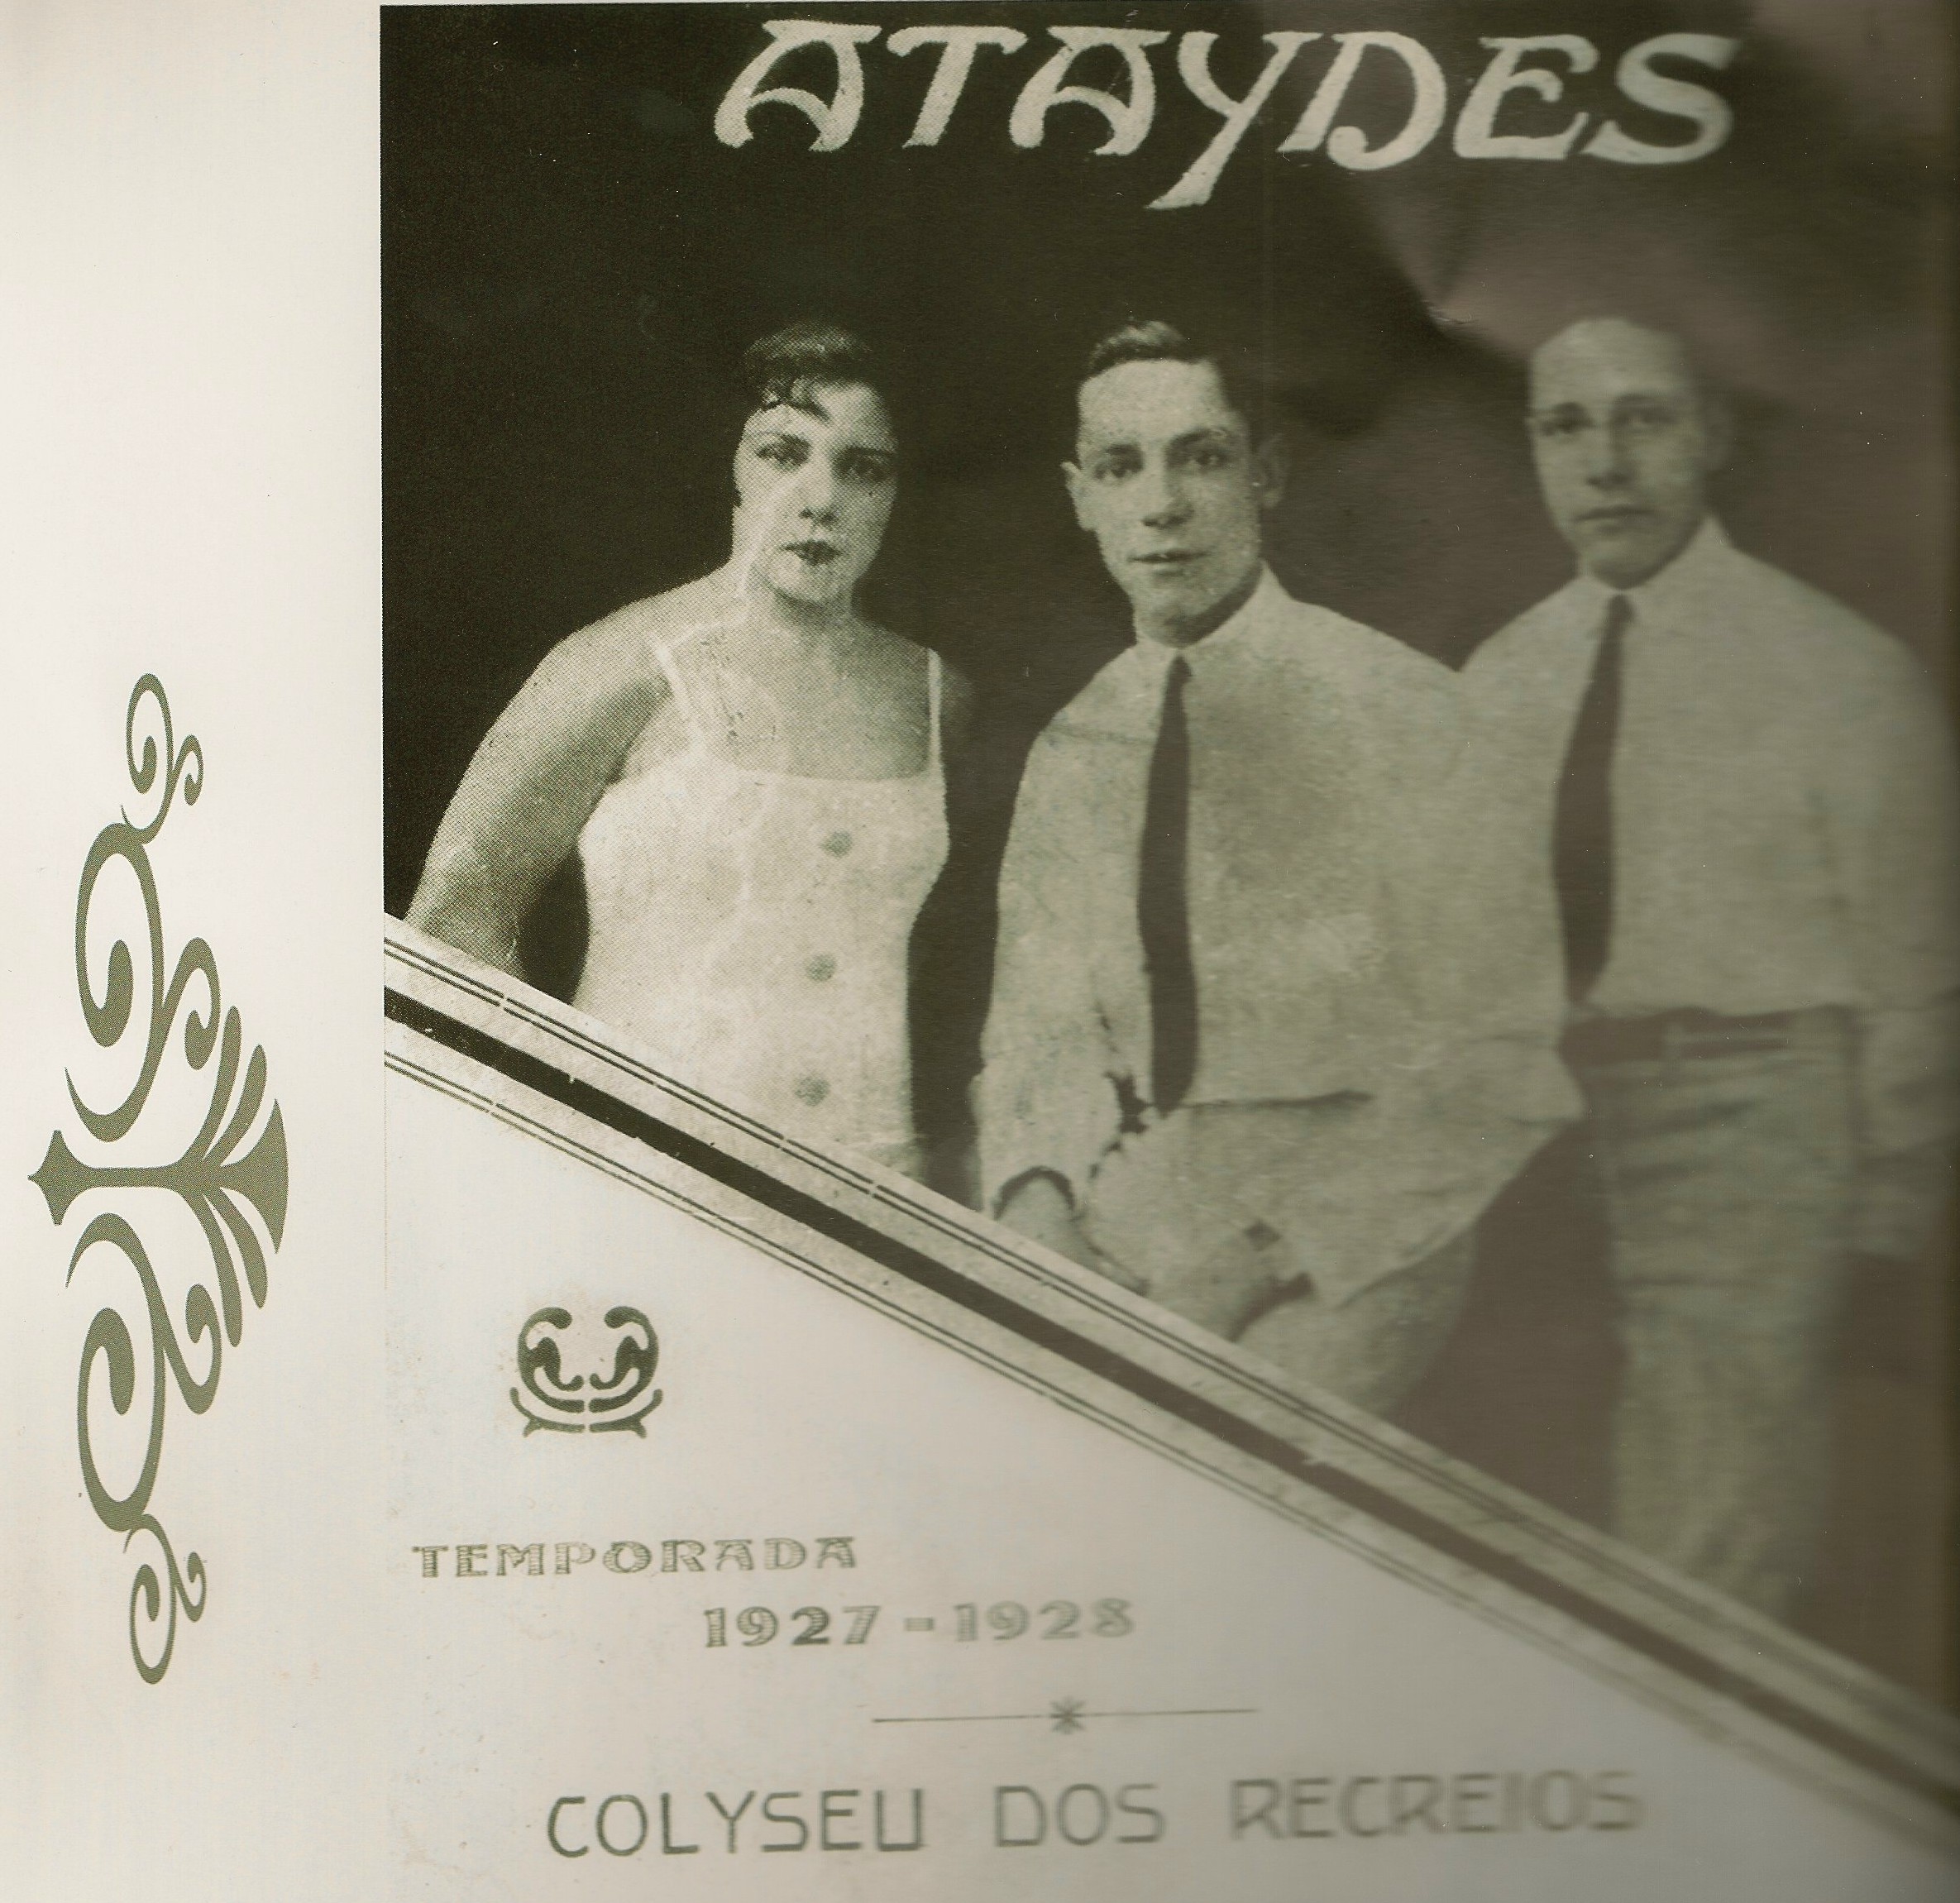 ATAYDES
TEMPORADA
1927-1928
COLYSEU DOS RECREIOS